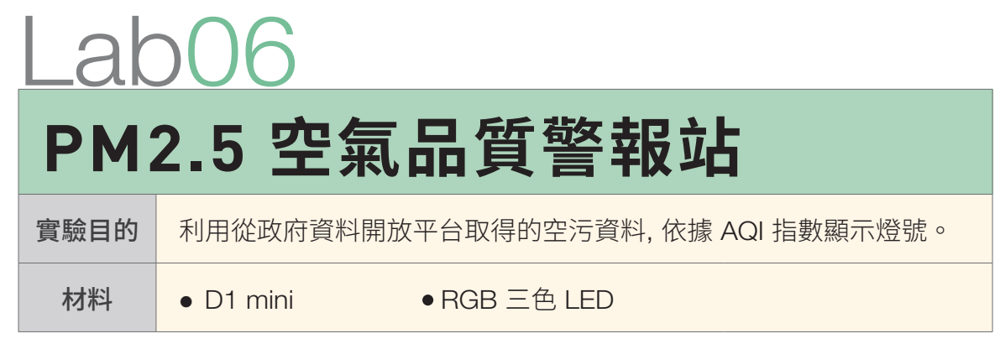 Lab06
PM2.5 空氣品質警報站
實驗目的 利用從政府資料開放平台取得的空污資料, 依據 AQI 指數顯示燈號。
材料 ● D1 mini ● RGB 三色 LED